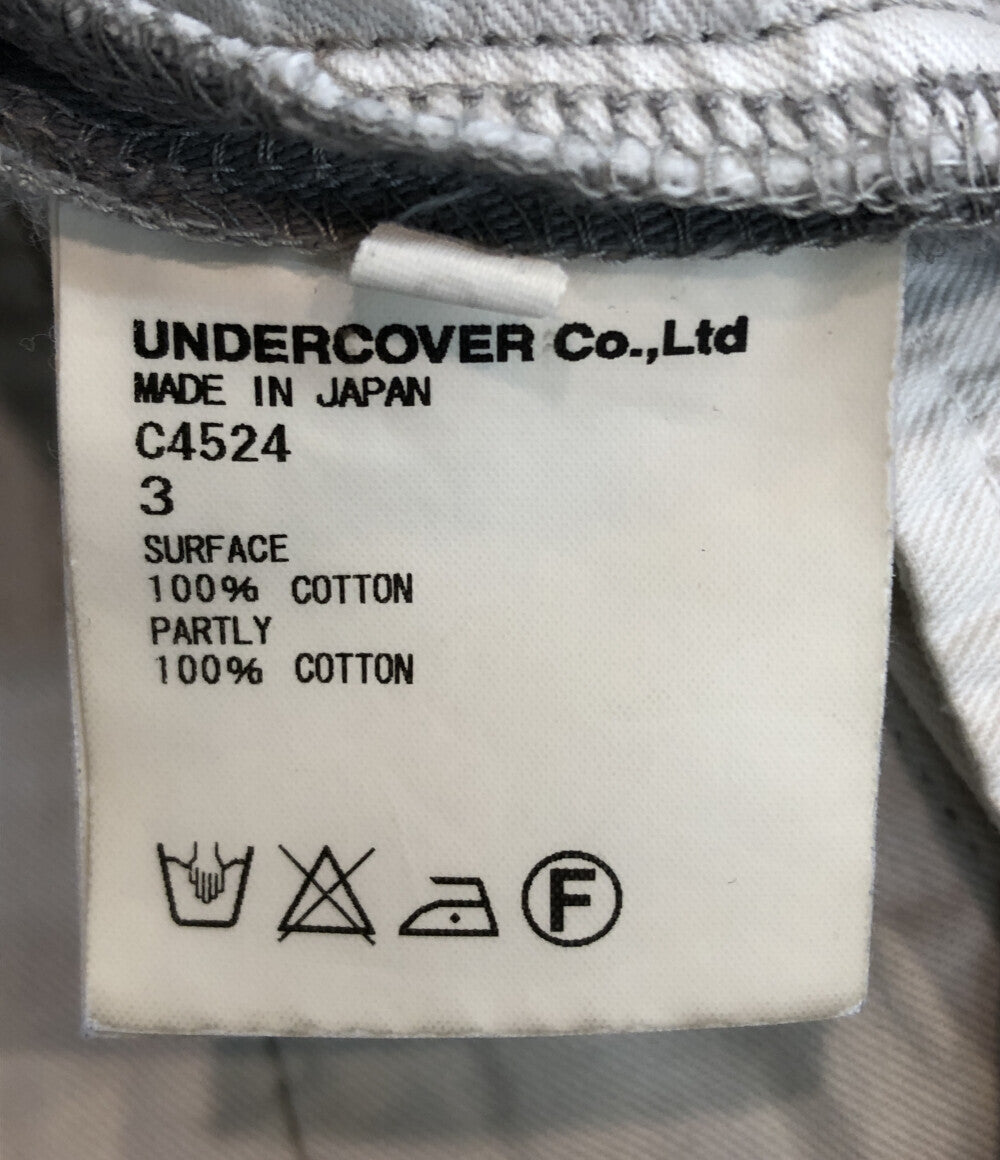 UNDERCOVER Co.,Ltd
MADE IN JAPAN
C4524
3
SURFACE
100% COTTON
PARTLY
100% COTTON
F